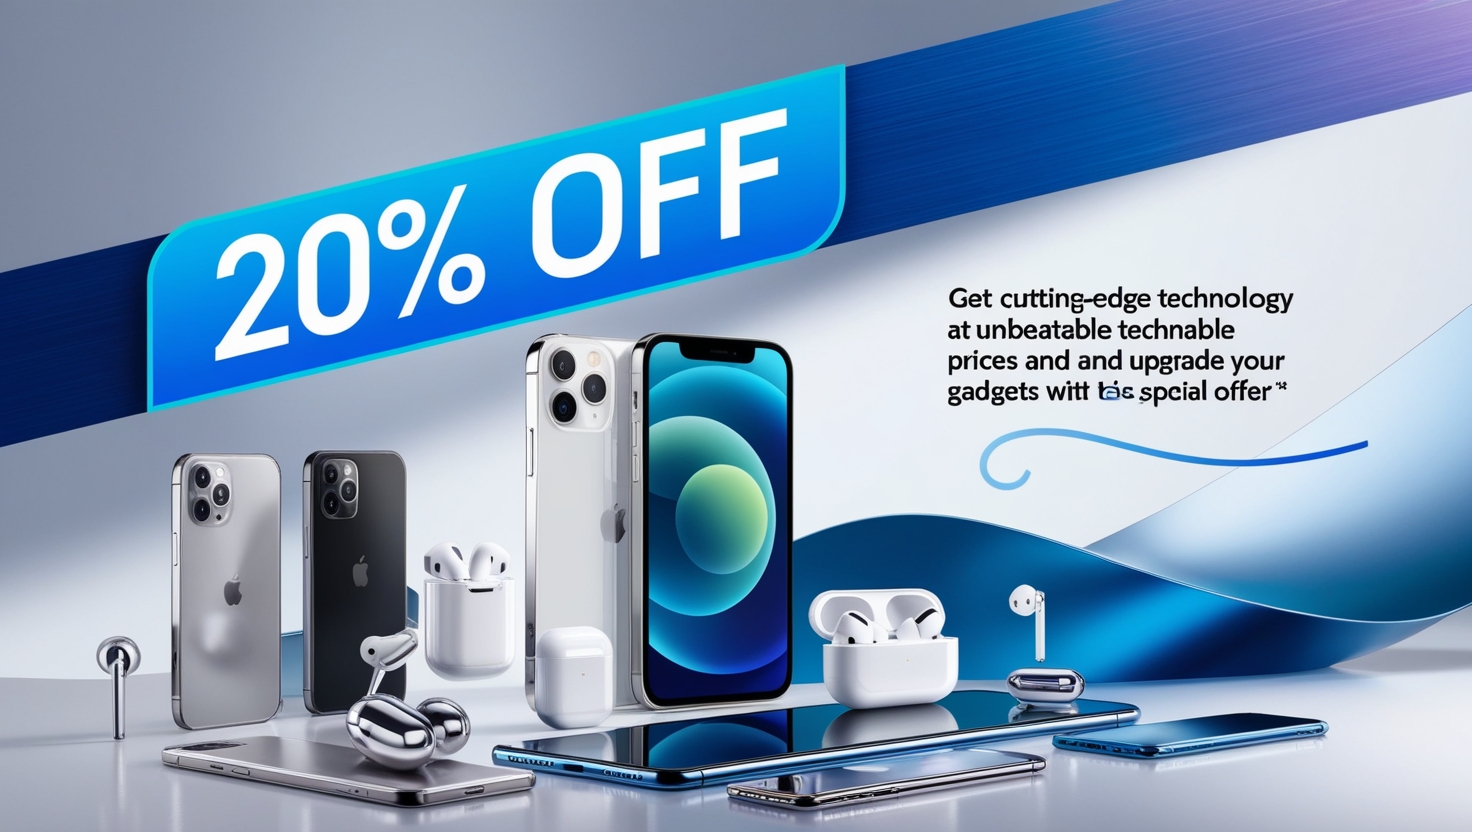 20% OFF
Get cutting-edge technology
at unbeatable technable
prices and and upgrade your
gadgets witt spcial offer